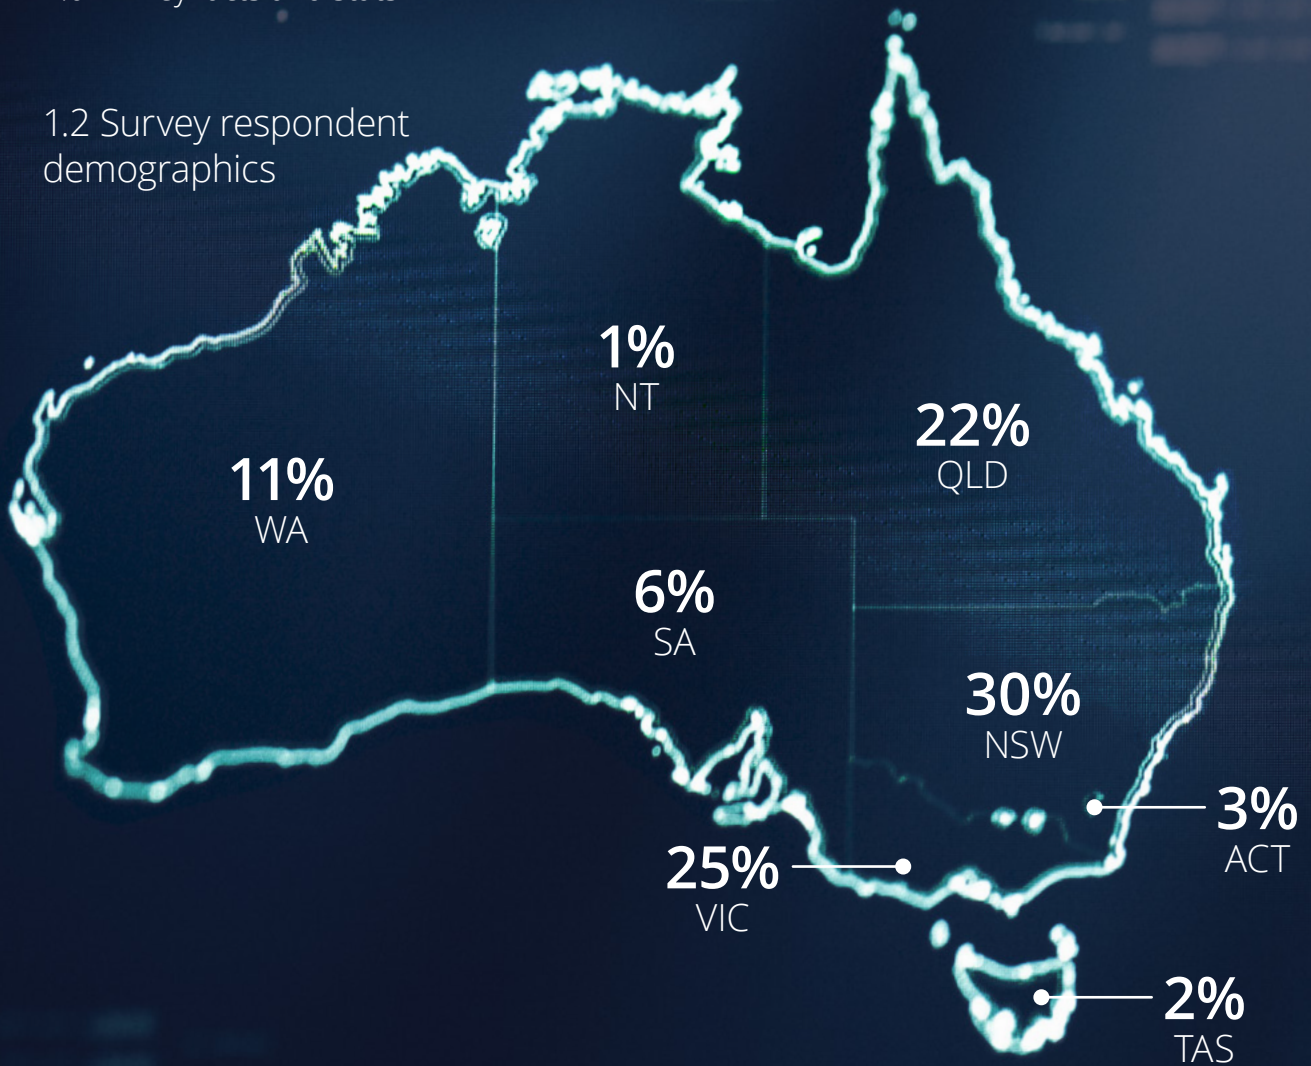 1.2 Survey respondent
demographics
1%
NT
22%
QLD
11%
WA
6%
SA
30%
NSW
3%
ACT
25%
VIC
2%
TAS